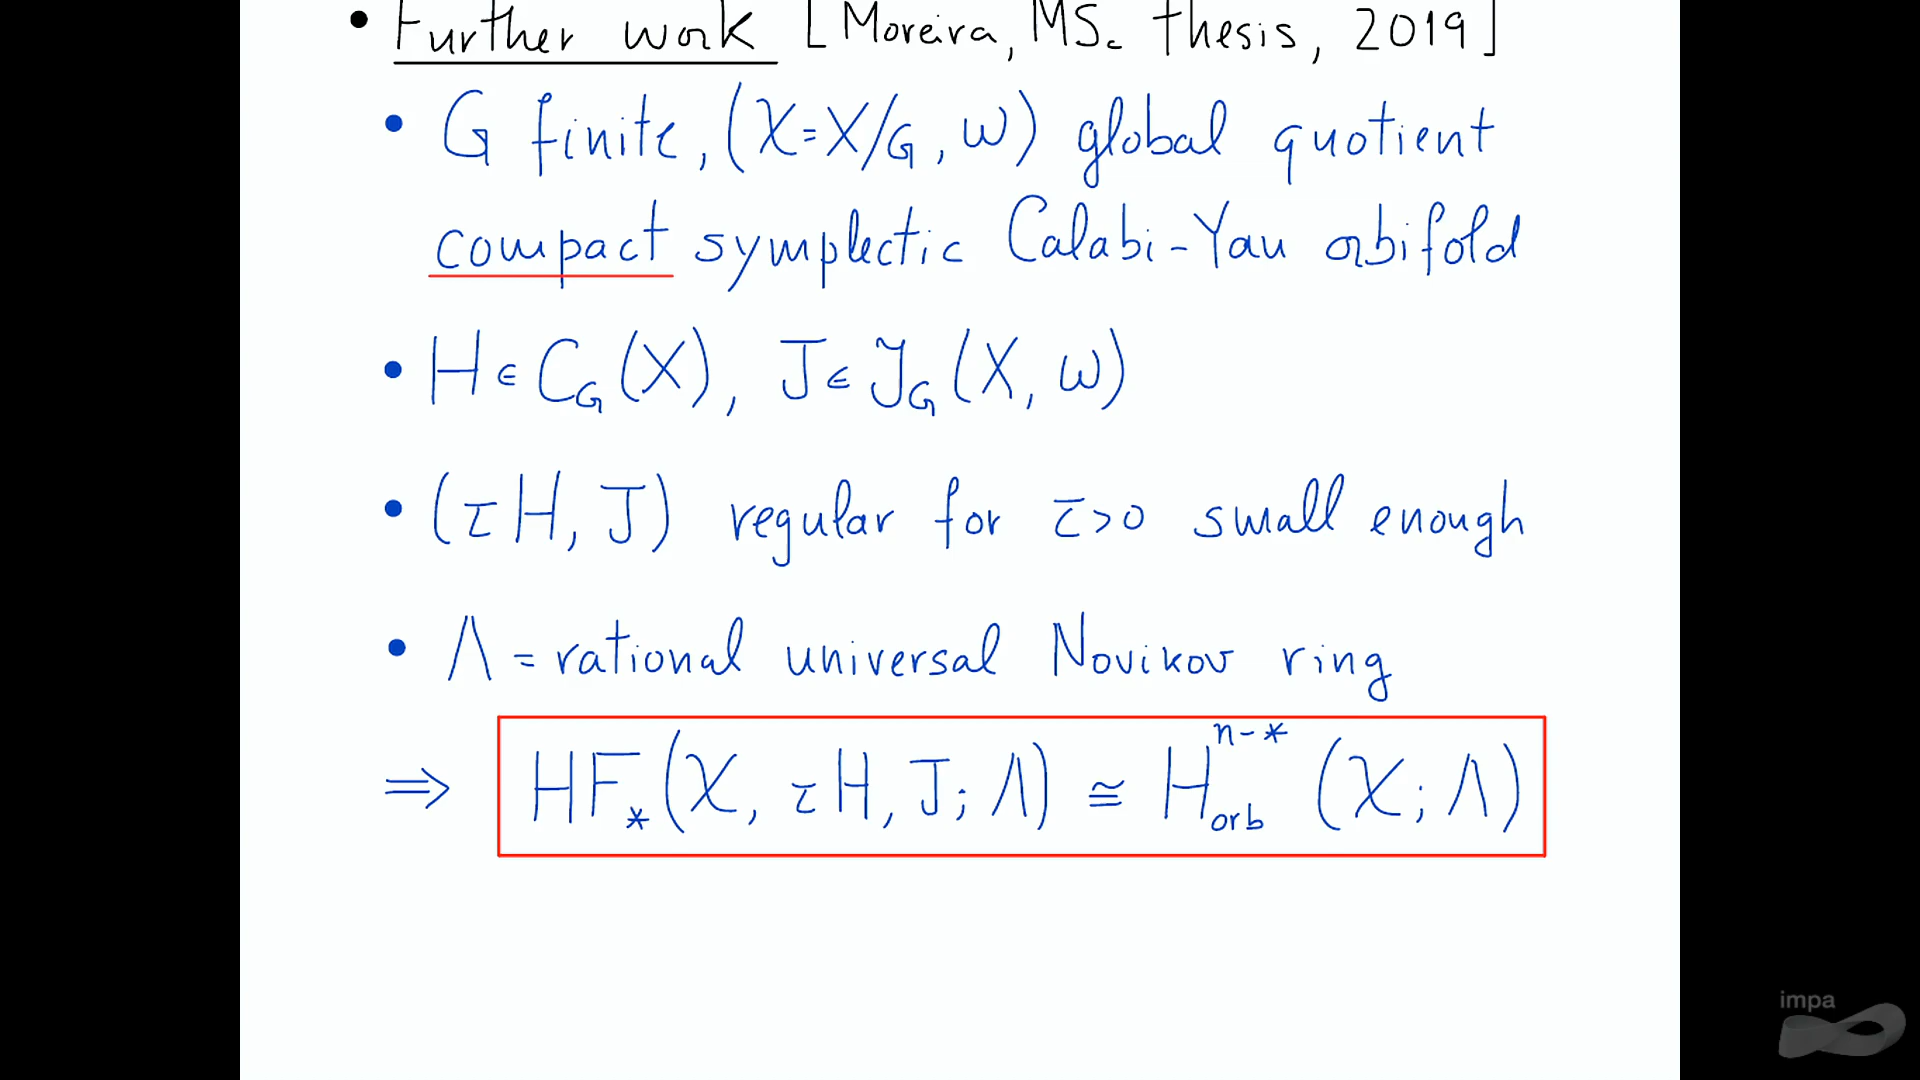 • Further work [Moreira, MSc thesis, 2019]
• G finite, (𝒳=X/G, ω) global quotient
compact symplectic Calabi-Yau orbifold
• H ∈ C_G(X), J ∈ 𝒥_G(X, ω)
• (τH, J) regular for τ>0 small enough
• Λ = rational universal Novikov ring
⇒ HF_*(𝒳, τH, J; Λ) ≅ H^{n-*}_{orb}(𝒳; Λ)
impa